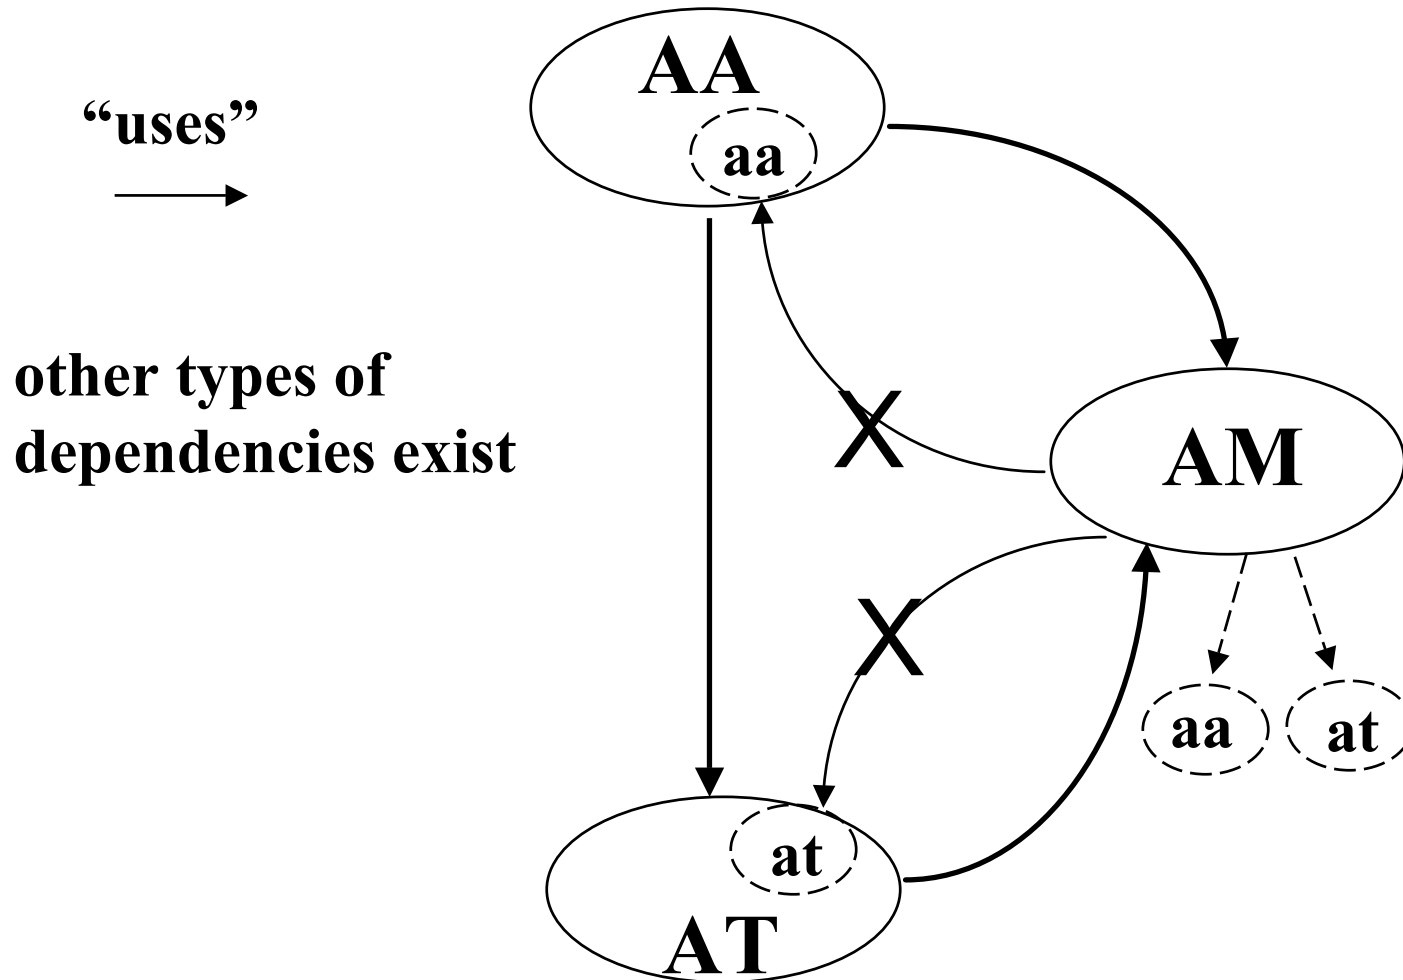 AA
“uses”
aa
other types of
dependencies exist
X
AM
X
aa
at
at
AT